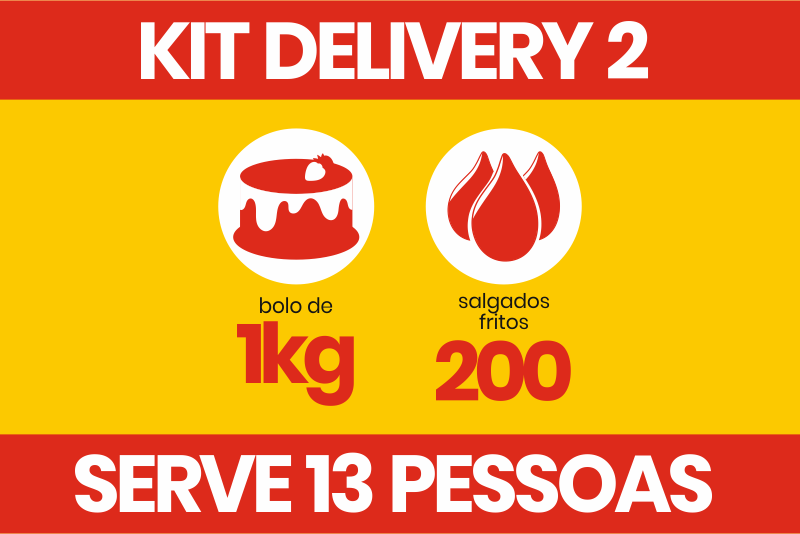 KIT DELIVERY 2
bolo de
1kg
salgados
fritos
200
SERVE 13 PESSOAS